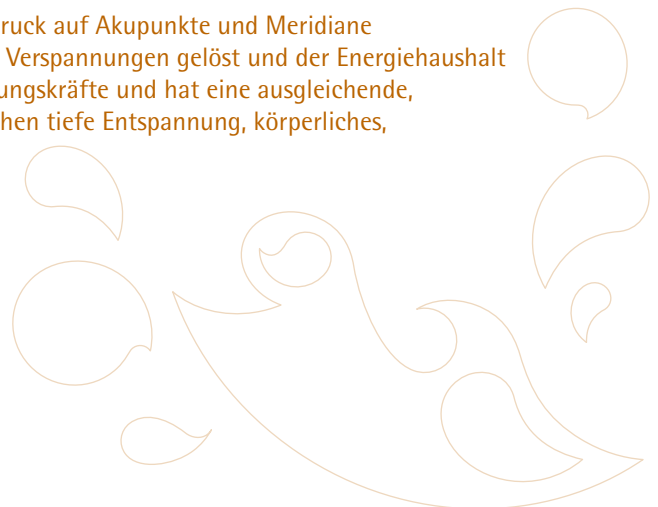 ruck auf Akupunkte und Meridiane
Verspannungen gelöst und der Energiehaushalt
ungskräfte und hat eine ausgleichende,
hen tiefe Entspannung, körperliches,